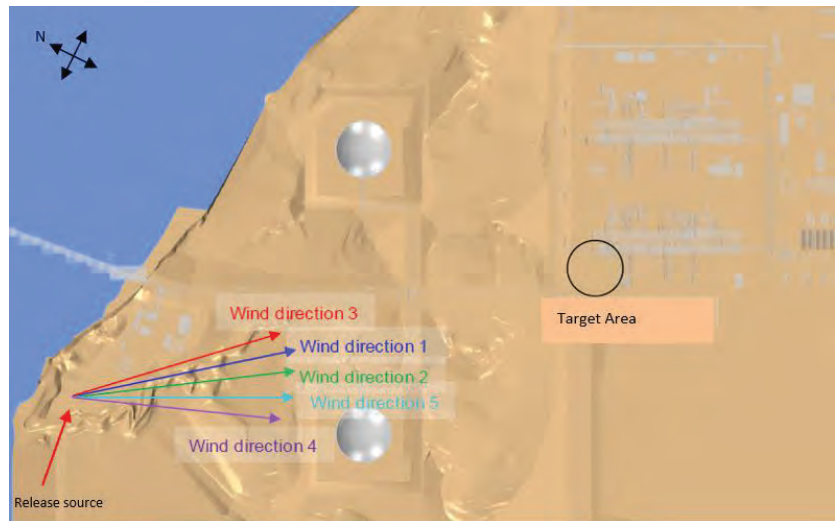 N
Wind direction 3
Wind direction 1
Wind direction 2
Wind direction 5
Wind direction 4
Target Area
Release source